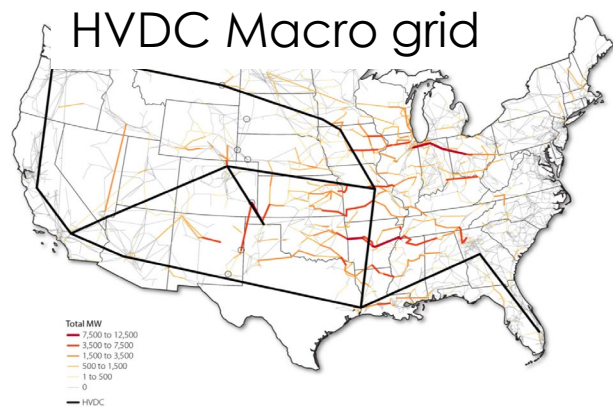 HVDC Macro grid
Total MW
7,500 to 12,500
3,500 to 7,500
1,500 to 3,500
500 to 1,500
1 to 500
0
HVDC